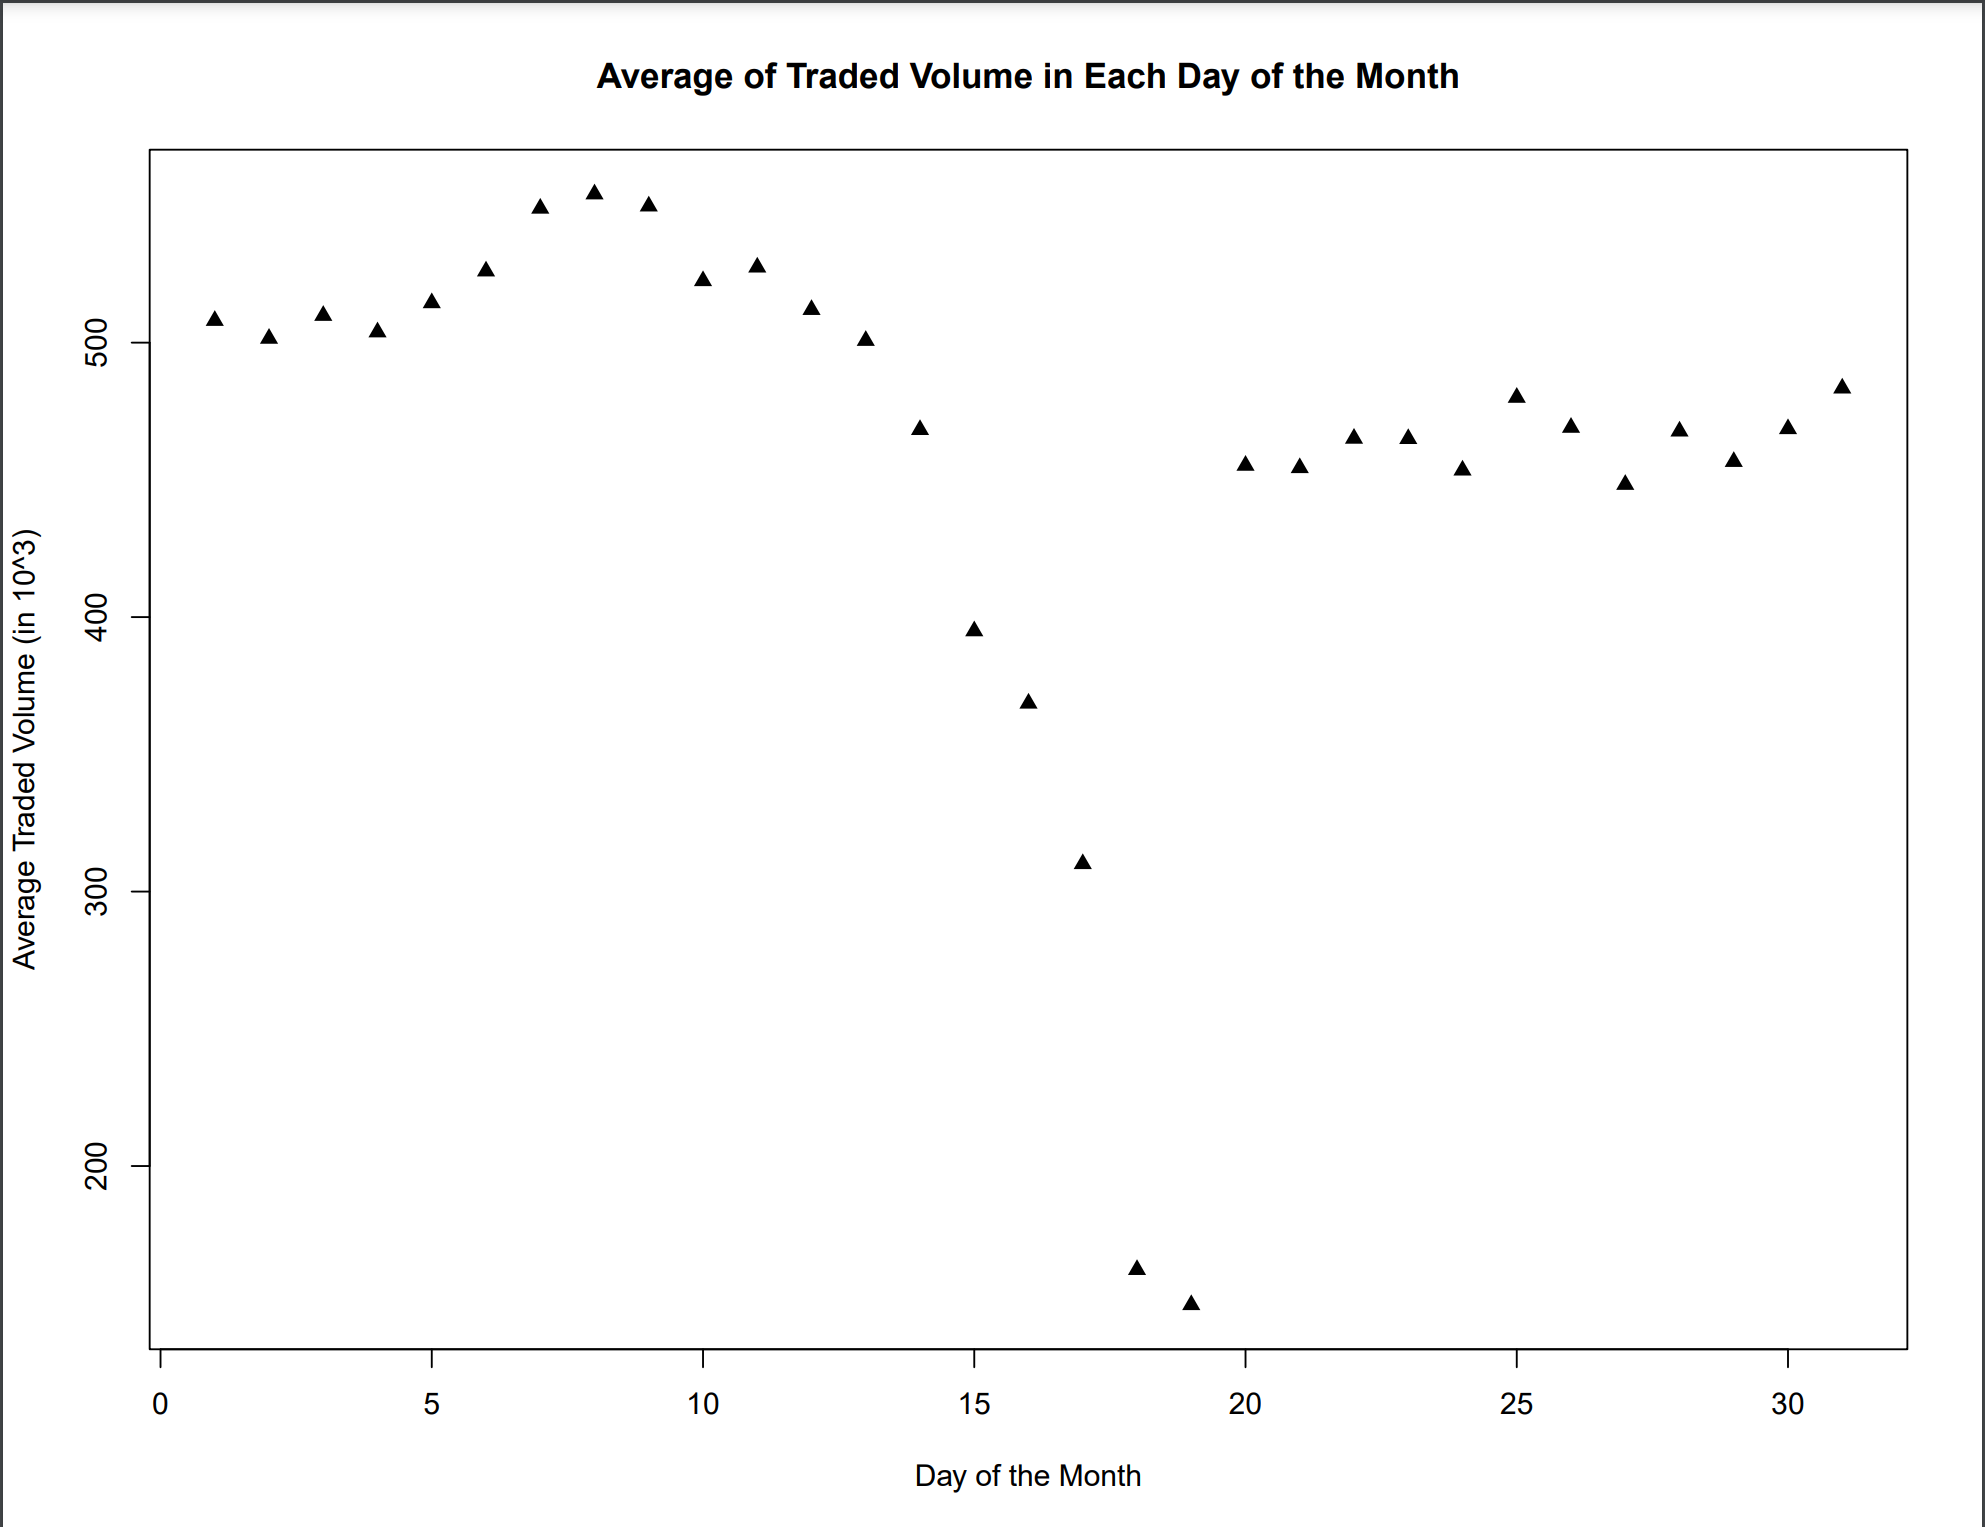 Average of Traded Volume in Each Day of the Month
Average Traded Volume (in 10^3)
500
400
300
200
0 5 10 15 20 25 30
Day of the Month